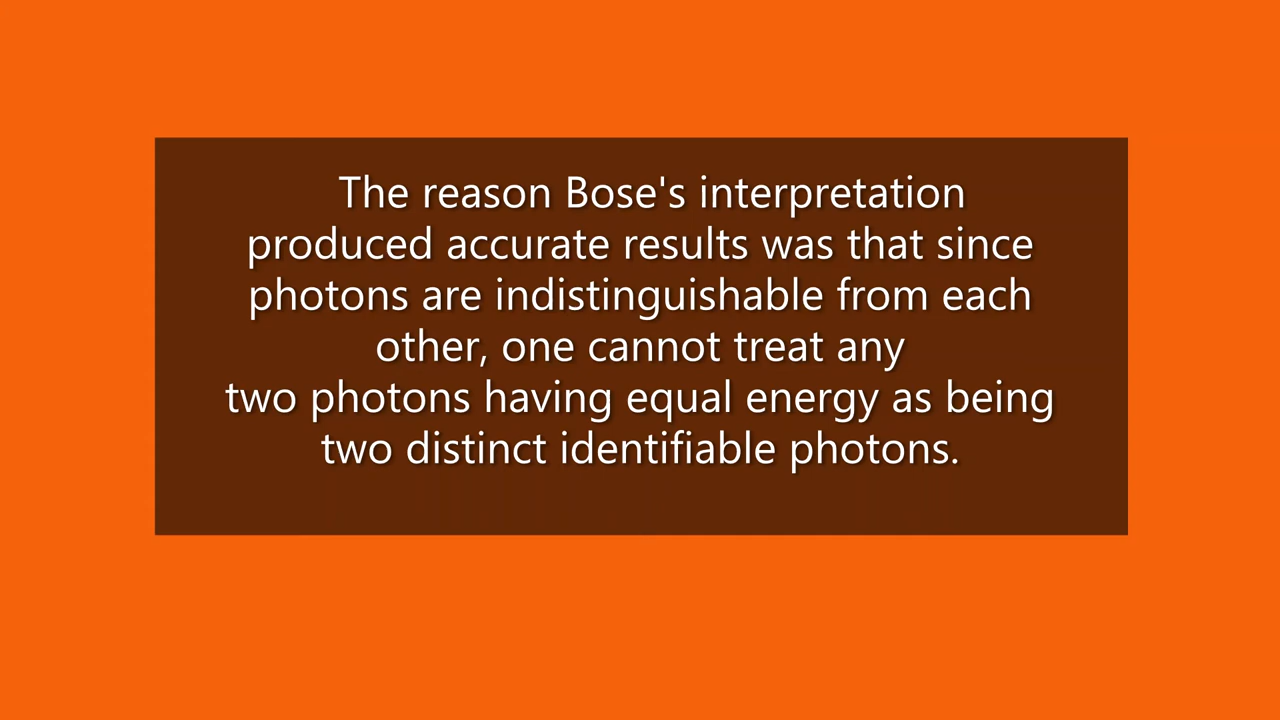 The reason Bose's interpretation
produced accurate results was that since
photons are indistinguishable from each
other, one cannot treat any
two photons having equal energy as being
two distinct identifiable photons.